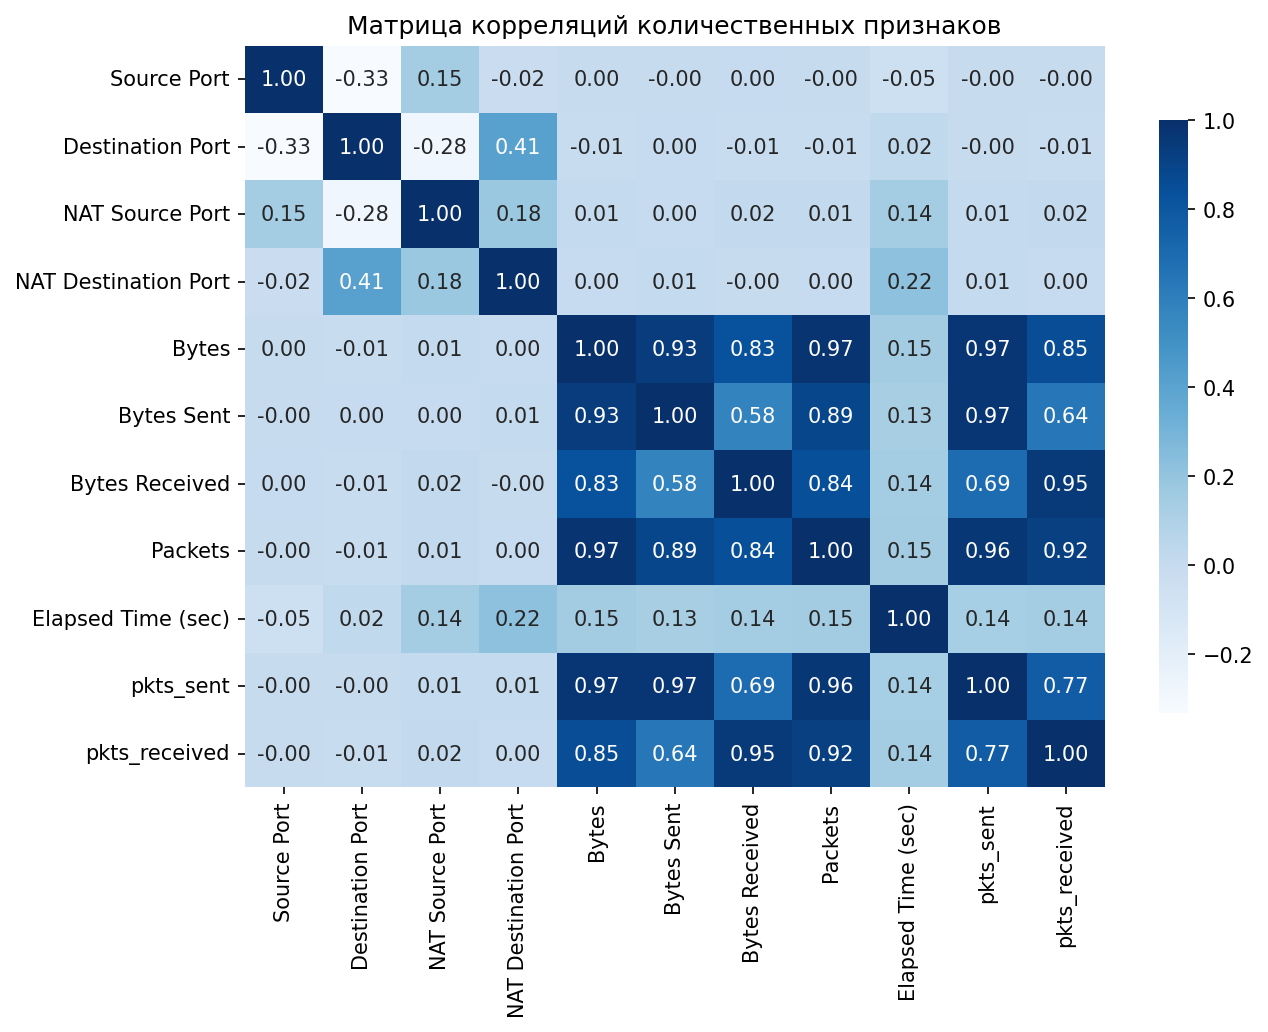 Матрица корреляций количественных признаков
Source Port 1.00 -0.33 0.15 -0.02 0.00 -0.00 0.00 -0.00 -0.05 -0.00 -0.00
Destination Port -0.33 1.00 -0.28 0.41 -0.01 0.00 -0.01 -0.01 0.02 -0.00 -0.01
NAT Source Port 0.15 -0.28 1.00 0.18 0.01 0.00 0.02 0.01 0.14 0.01 0.02
NAT Destination Port -0.02 0.41 0.18 1.00 0.00 0.01 -0.00 0.00 0.22 0.01 0.00
Bytes 0.00 -0.01 0.01 0.00 1.00 0.93 0.83 0.97 0.15 0.97 0.85
Bytes Sent -0.00 0.00 0.00 0.01 0.93 1.00 0.58 0.89 0.13 0.97 0.64
Bytes Received 0.00 -0.01 0.02 -0.00 0.83 0.58 1.00 0.84 0.14 0.69 0.95
Packets -0.00 -0.01 0.01 0.00 0.97 0.89 0.84 1.00 0.15 0.96 0.92
Elapsed Time (sec) -0.05 0.02 0.14 0.22 0.15 0.13 0.14 0.15 1.00 0.14 0.14
pkts_sent -0.00 -0.00 0.01 0.01 0.97 0.97 0.69 0.96 0.14 1.00 0.77
pkts_received -0.00 -0.01 0.02 0.00 0.85 0.64 0.95 0.92 0.14 0.77 1.00
Source Port
Destination Port
NAT Source Port
NAT Destination Port
Bytes
Bytes Sent
Bytes Received
Packets
Elapsed Time (sec)
pkts_sent
pkts_received
1.0
0.8
0.6
0.4
0.2
0.0
−0.2